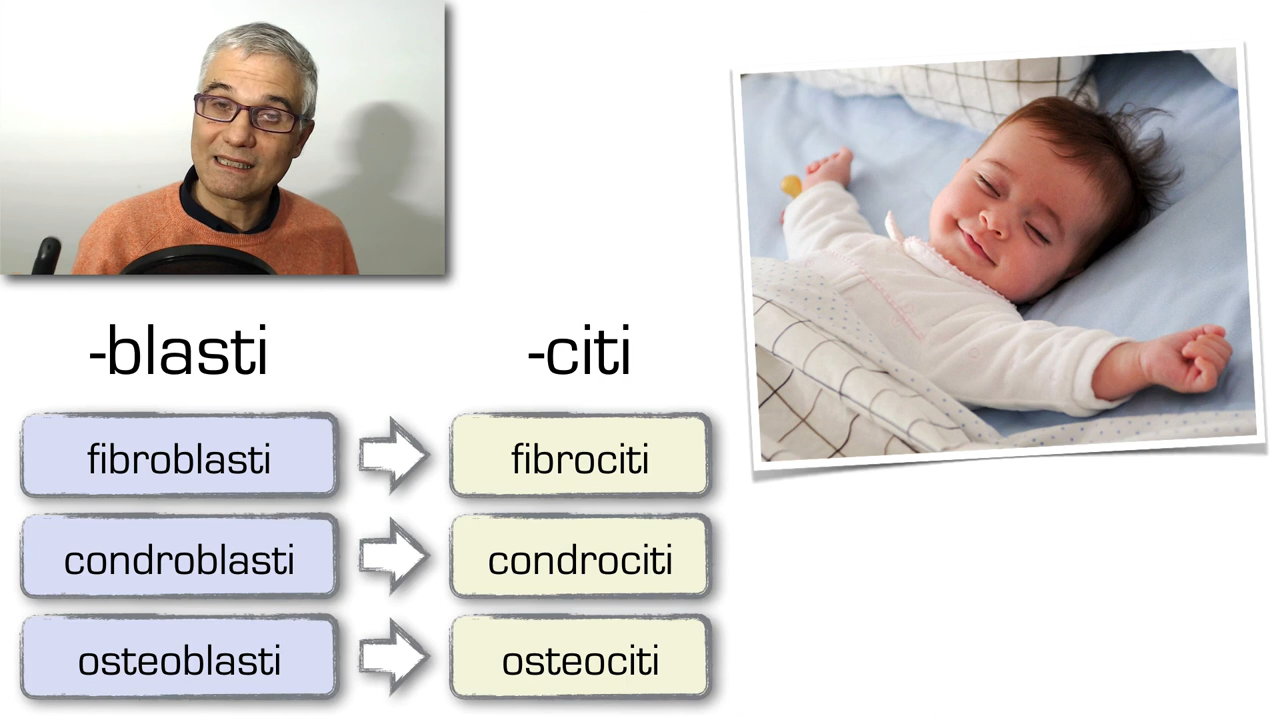 -blasti -citi
fibroblasti fibrociti
condroblasti condrociti
osteoblasti osteociti